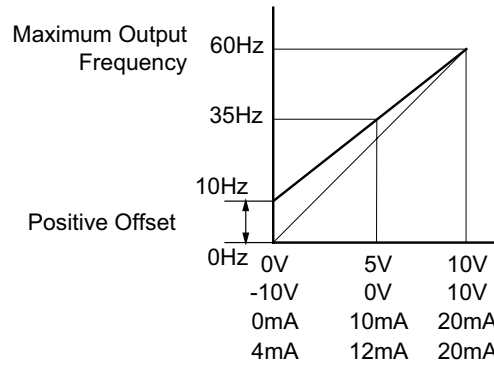 Maximum Output
Frequency
60Hz
35Hz
10Hz
Positive Offset
0Hz
0V 5V 10V
-10V 0V 10V
0mA 10mA 20mA
4mA 12mA 20mA